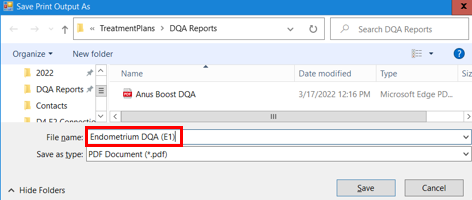 Save Print Output As
TreatmentPlans > DQA Reports
Search DQA Reports
Organize
New folder
2022
DQA Reports
Contacts
D4 E2 Connectio
Name
Date modified
Type
Anus Boost DQA
3/17/2022 12:16 PM
Microsoft Edge PD...
File name:
Endometrium DQA (E1)
Save as type:
PDF Document (*.pdf)
Hide Folders
Save
Cancel